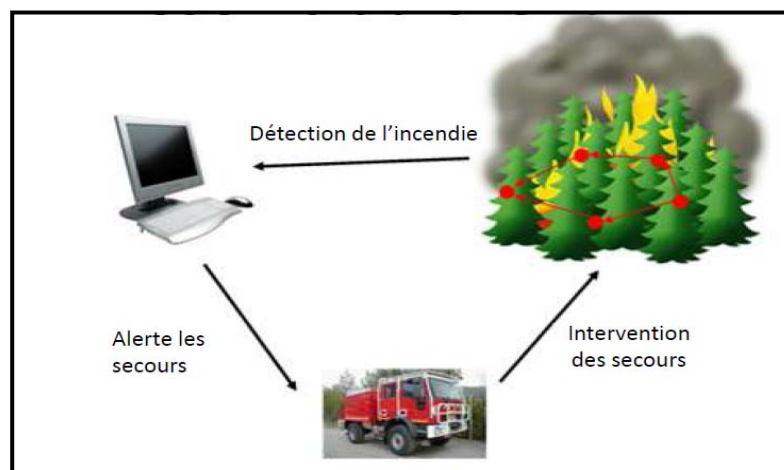 Détection de l’incendie
Alerte les
secours
Intervention
des secours